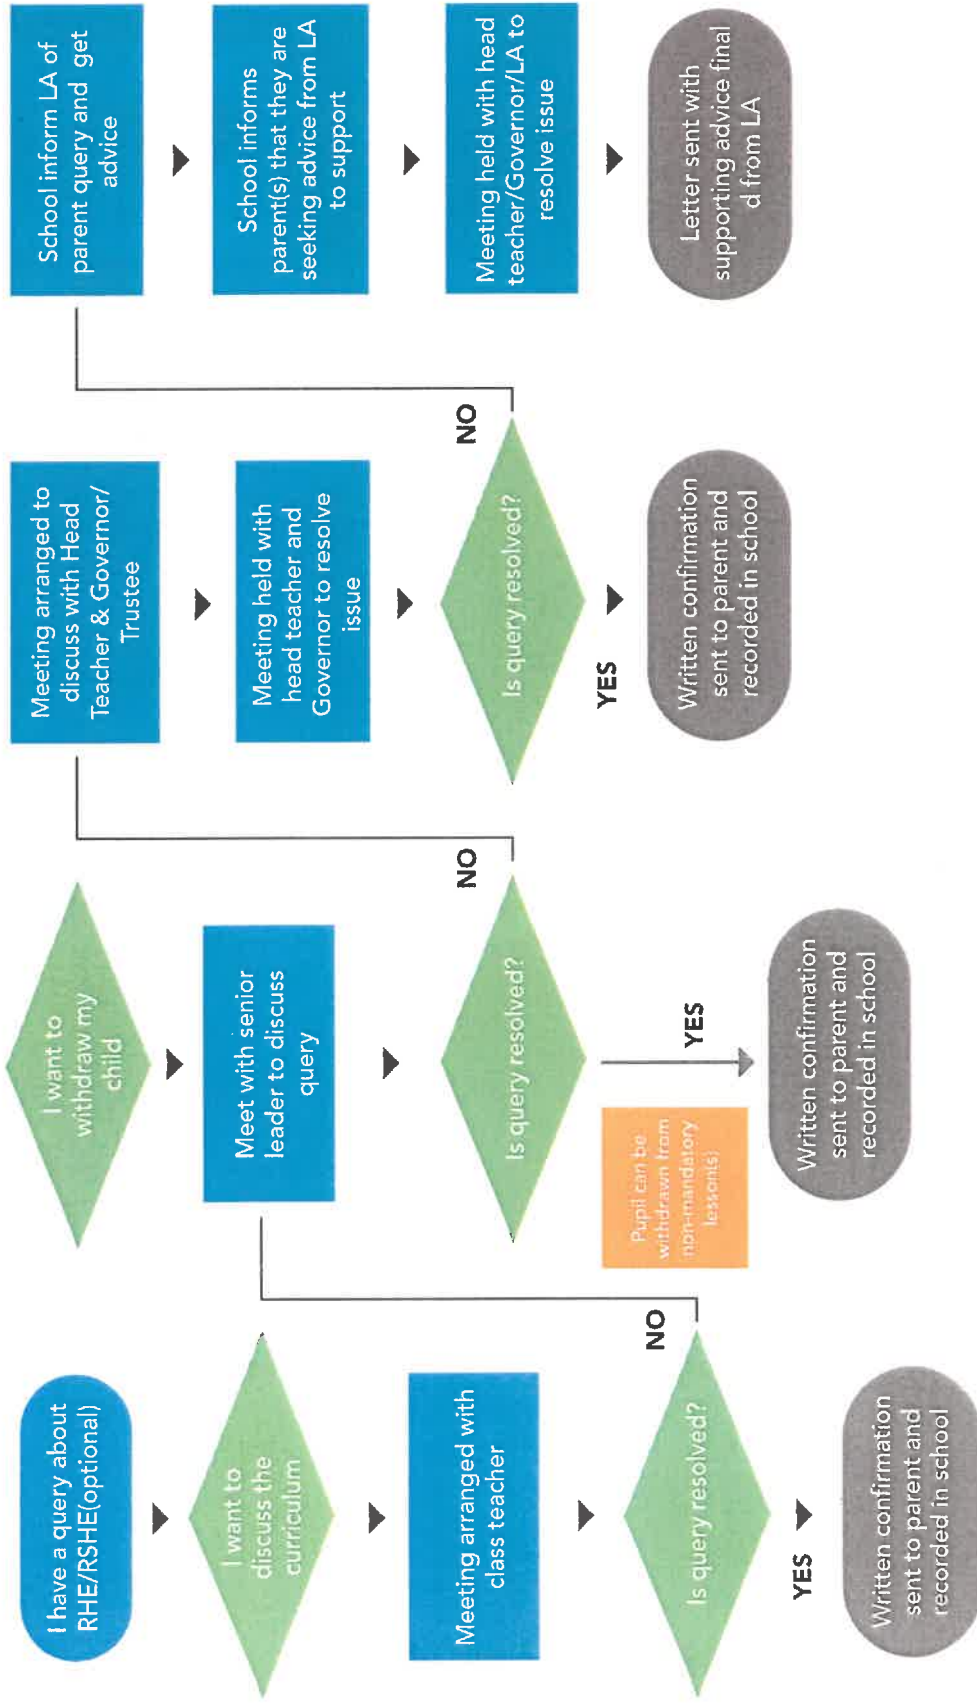 I have a query about
RHE/RSHE(optional)
I want to
discuss the
curriculum
Meeting arranged with
class teacher
Is query resolved?
NO
YES
Written confirmation
sent to parent and
recorded in school
I want to
withdraw my
child
Meet with senior
leader to discuss
query
Is query resolved?
NO
Pupil can be
withdrawn from
non-mandatory
lesson(s)
YES
Written confirmation
sent to parent and
recorded in school
Meeting arranged to
discuss with Head
Teacher & Governor/
Trustee
Meeting held with
head teacher and
Governor to resolve
issue
Is query resolved?
NO
YES
Written confirmation
sent to parent and
recorded in school
School inform LA of
parent query and get
advice
School informs
parent(s) that they are
seeking advice from LA
to support
Meeting held with head
teacher/Governor/LA to
resolve issue
Letter sent with
supporting advice final
d from LA